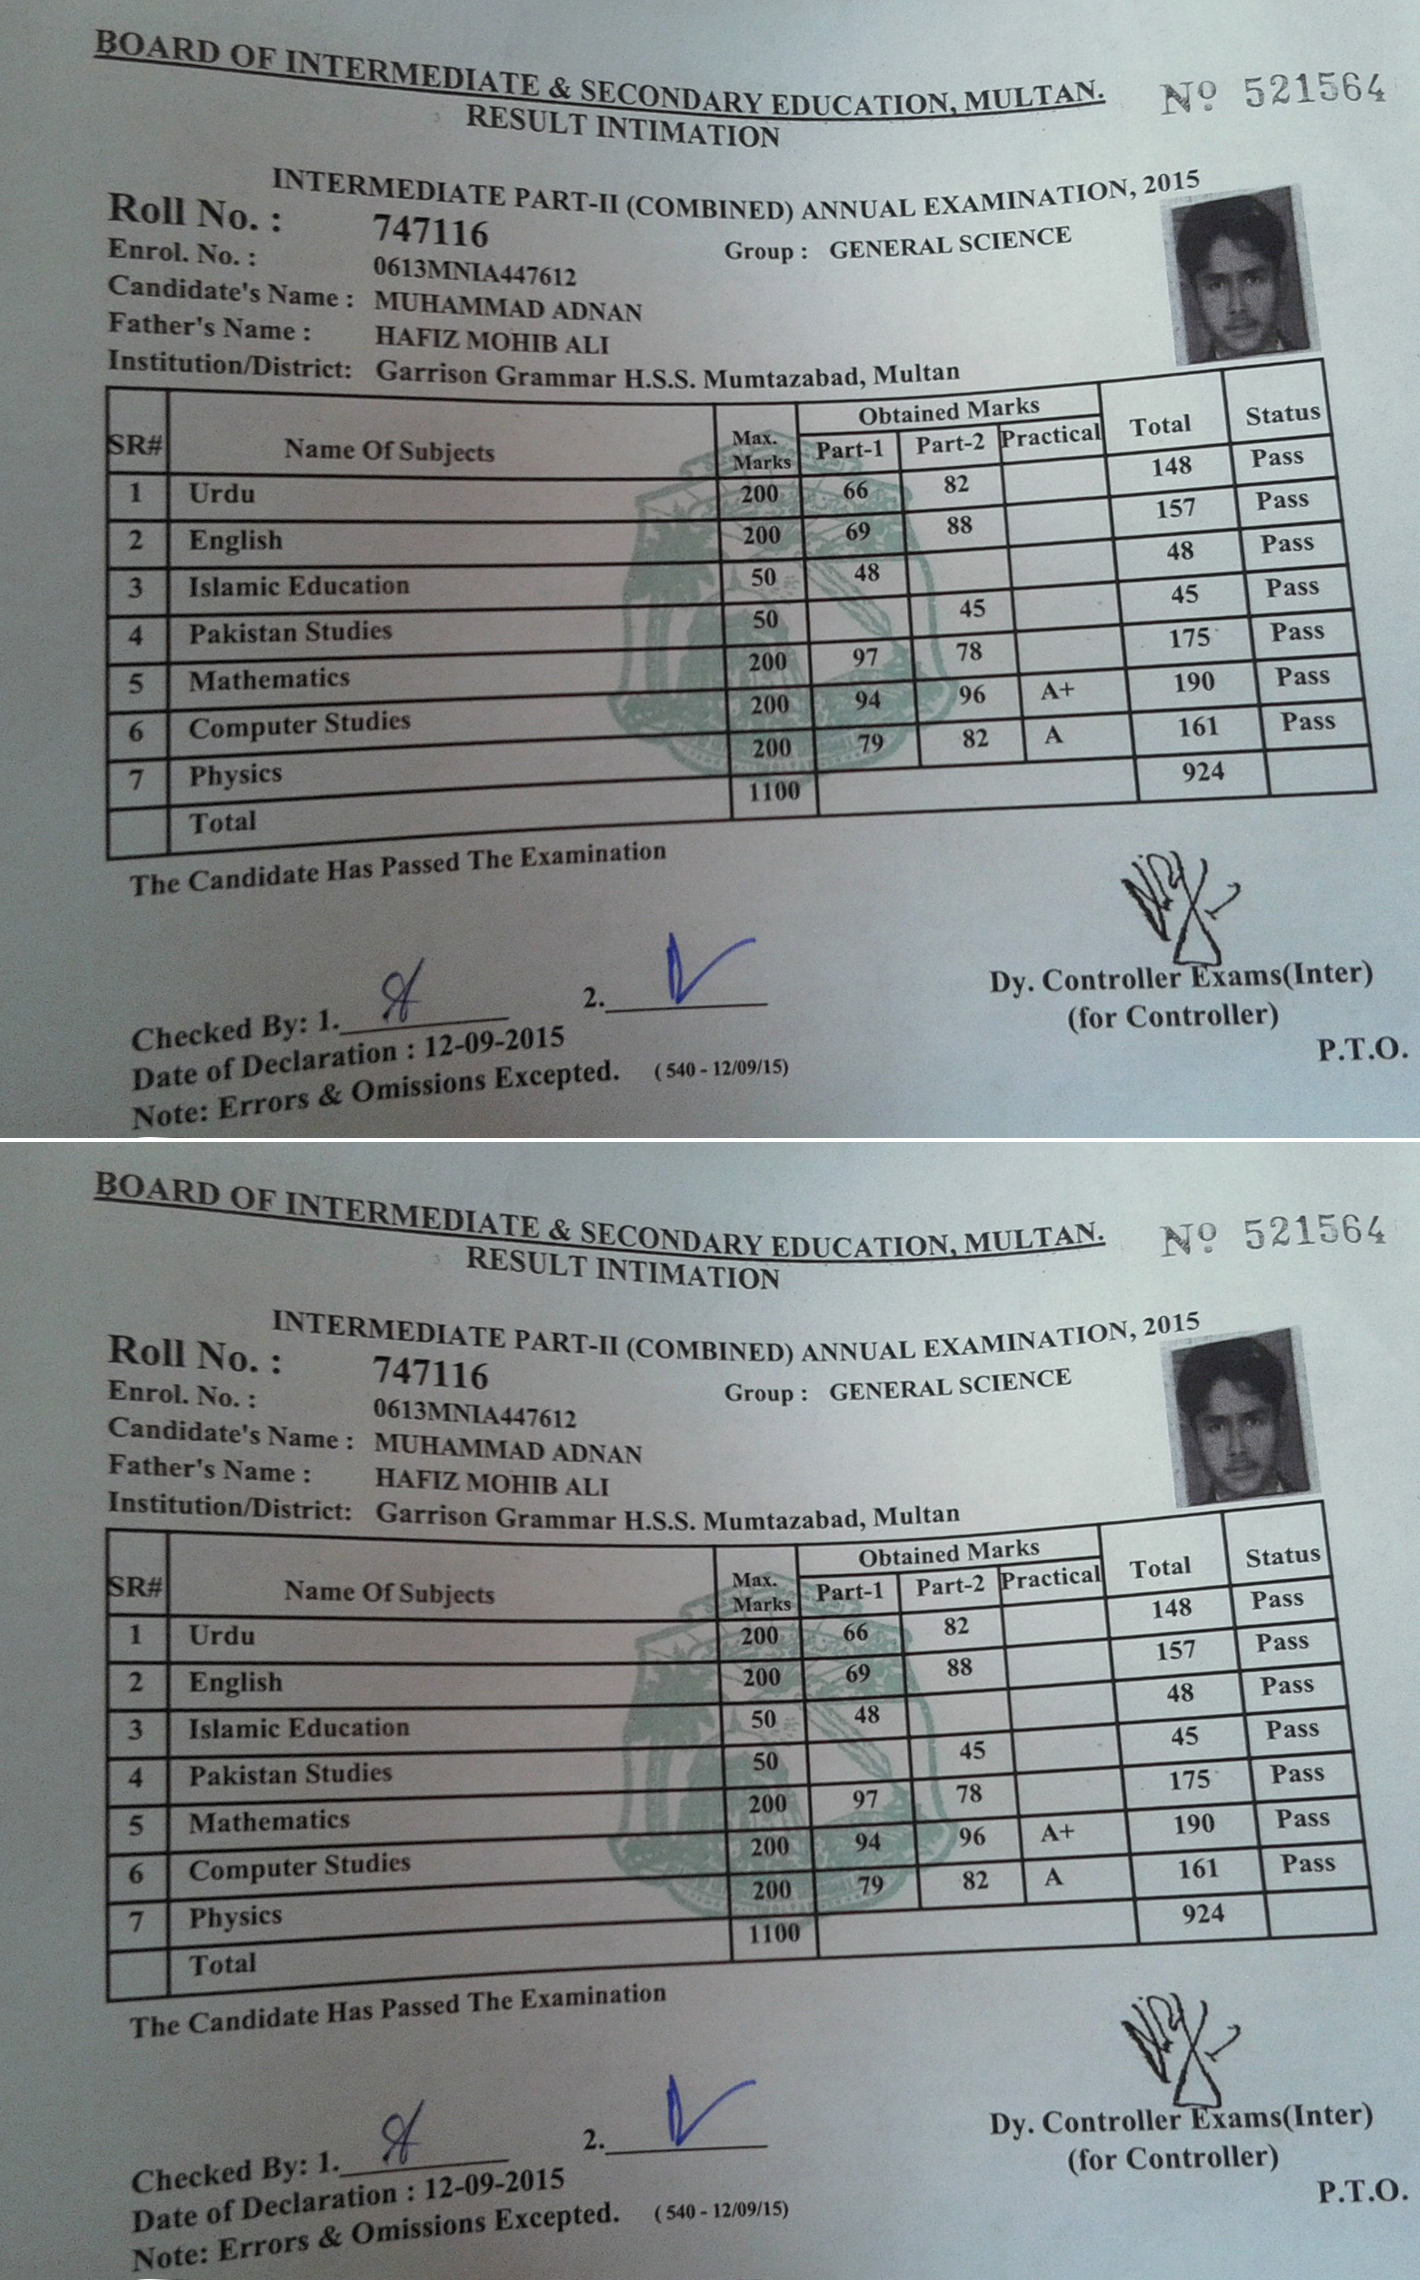 BOARD OF INTERMEDIATE & SECONDARY EDUCATION, MULTAN. Nº 521564
RESULT INTIMATION
INTERMEDIATE PART-II (COMBINED) ANNUAL EXAMINATION, 2015
Roll No. : 747116 Group : GENERAL SCIENCE
Enrol. No. : 0613MNIA447612
Candidate's Name : MUHAMMAD ADNAN
Father's Name : HAFIZ MOHIB ALI
Institution/District: Garrison Grammar H.S.S. Mumtazabad, Multan
SR# Name Of Subjects Max. Marks Obtained Marks Total Status
Part-1 Part-2 Practical
1 Urdu 200 66 82 148 Pass
2 English 200 69 88 157 Pass
3 Islamic Education 50 48 48 Pass
4 Pakistan Studies 50 45 45 Pass
5 Mathematics 200 97 78 175 Pass
6 Computer Studies 200 94 96 A+ 190 Pass
7 Physics 200 79 82 A 161 Pass
Total 1100 924
The Candidate Has Passed The Examination
Checked By: 1. 2.
Dy. Controller Exams(Inter)
(for Controller)
Date of Declaration : 12-09-2015
P.T.O.
Note: Errors & Omissions Excepted. ( 540 - 12/09/15)
BOARD OF INTERMEDIATE & SECONDARY EDUCATION, MULTAN. Nº 521564
RESULT INTIMATION
INTERMEDIATE PART-II (COMBINED) ANNUAL EXAMINATION, 2015
Roll No. : 747116 Group : GENERAL SCIENCE
Enrol. No. : 0613MNIA447612
Candidate's Name : MUHAMMAD ADNAN
Father's Name : HAFIZ MOHIB ALI
Institution/District: Garrison Grammar H.S.S. Mumtazabad, Multan
SR# Name Of Subjects Max. Marks Obtained Marks Total Status
Part-1 Part-2 Practical
1 Urdu 200 66 82 148 Pass
2 English 200 69 88 157 Pass
3 Islamic Education 50 48 48 Pass
4 Pakistan Studies 50 45 45 Pass
5 Mathematics 200 97 78 175 Pass
6 Computer Studies 200 94 96 A+ 190 Pass
7 Physics 200 79 82 A 161 Pass
Total 1100 924
The Candidate Has Passed The Examination
Checked By: 1. 2.
Dy. Controller Exams(Inter)
(for Controller)
Date of Declaration : 12-09-2015
P.T.O.
Note: Errors & Omissions Excepted. ( 540 - 12/09/15)